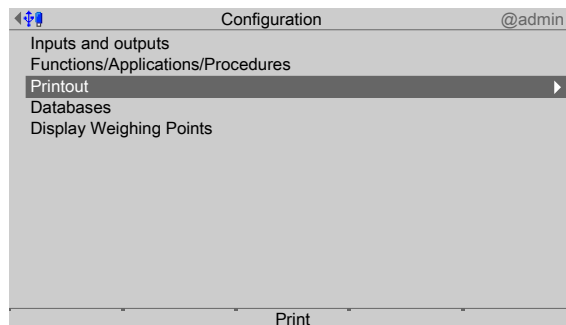 Configuration @admin
Inputs and outputs
Functions/Applications/Procedures
Printout
Databases
Display Weighing Points
Print